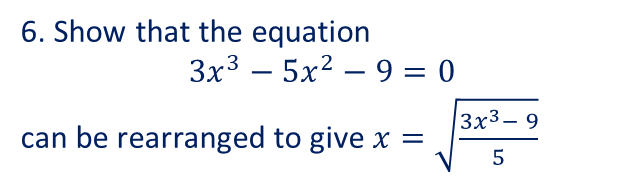 6. Show that the equation
3x³ − 5x² − 9 = 0
can be rearranged to give x = √((3x³ − 9)/5)